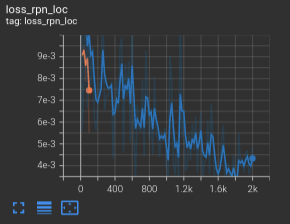 loss_rpn_loc
tag: loss_rpn_loc
9e-3
8e-3
7e-3
6e-3
5e-3
4e-3
0 400 800 1.2k 1.6k 2k